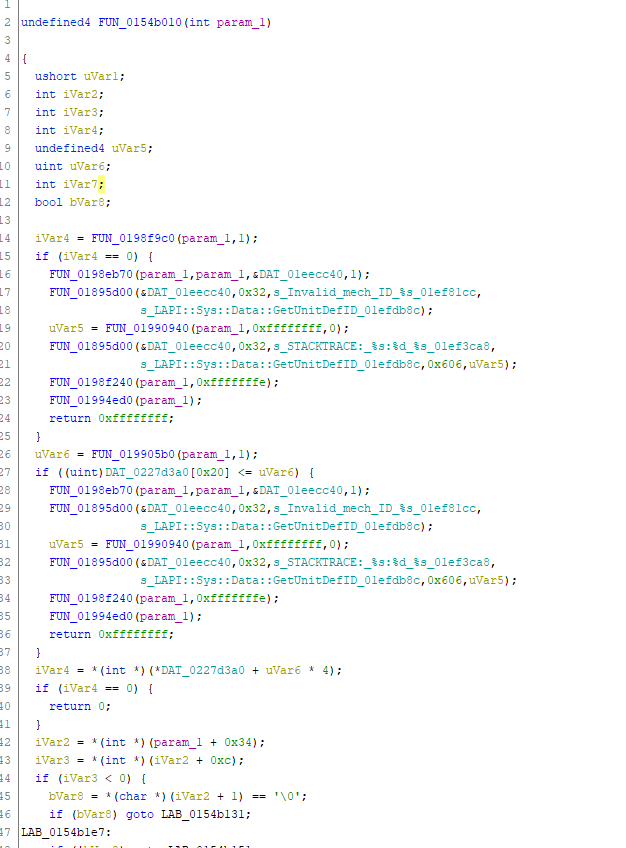 1
2 undefined4 FUN_0154b010(int param_1)
3
4 {
5 ushort uVar1;
6 int iVar2;
7 int iVar3;
8 int iVar4;
9 undefined4 uVar5;
10 uint uVar6;
11 int iVar7;
12 bool bVar8;
13
14 iVar4 = FUN_0198f9c0(param_1,1);
15 if (iVar4 == 0) {
16 FUN_0198eb70(param_1,param_1,&DAT_01eecc40,1);
17 FUN_01895d00(&DAT_01eecc40,0x32,s_Invalid_mech_ID_%s_01ef81cc,
18 s_LAPI::Sys::Data::GetUnitDefID_01efdb8c);
19 uVar5 = FUN_01990940(param_1,0xffffffff,0);
20 FUN_01895d00(&DAT_01eecc40,0x32,s_STACKTRACE:_%s:%d_%s_01ef3ca8,
21 s_LAPI::Sys::Data::GetUnitDefID_01efdb8c,0x606,uVar5);
22 FUN_0198f240(param_1,0xfffffffe);
23 FUN_01994ed0(param_1);
24 return 0xffffffff;
25 }
26 uVar6 = FUN_019905b0(param_1,1);
27 if ((uint)DAT_0227d3a0[0x20] <= uVar6) {
28 FUN_0198eb70(param_1,param_1,&DAT_01eecc40,1);
29 FUN_01895d00(&DAT_01eecc40,0x32,s_Invalid_mech_ID_%s_01ef81cc,
30 s_LAPI::Sys::Data::GetUnitDefID_01efdb8c);
31 uVar5 = FUN_01990940(param_1,0xffffffff,0);
32 FUN_01895d00(&DAT_01eecc40,0x32,s_STACKTRACE:_%s:%d_%s_01ef3ca8,
33 s_LAPI::Sys::Data::GetUnitDefID_01efdb8c,0x606,uVar5);
34 FUN_0198f240(param_1,0xfffffffe);
35 FUN_01994ed0(param_1);
36 return 0xffffffff;
37 }
38 iVar4 = *(int *)(*DAT_0227d3a0 + uVar6 * 4);
39 if (iVar4 == 0) {
40 return 0;
41 }
42 iVar2 = *(int *)(param_1 + 0x34);
43 iVar3 = *(int *)(iVar2 + 0xc);
44 if (iVar3 < 0) {
45 bVar8 = *(char *)(iVar2 + 1) == '\0';
46 if (bVar8) goto LAB_0154b131;
47 LAB_0154b1e7: